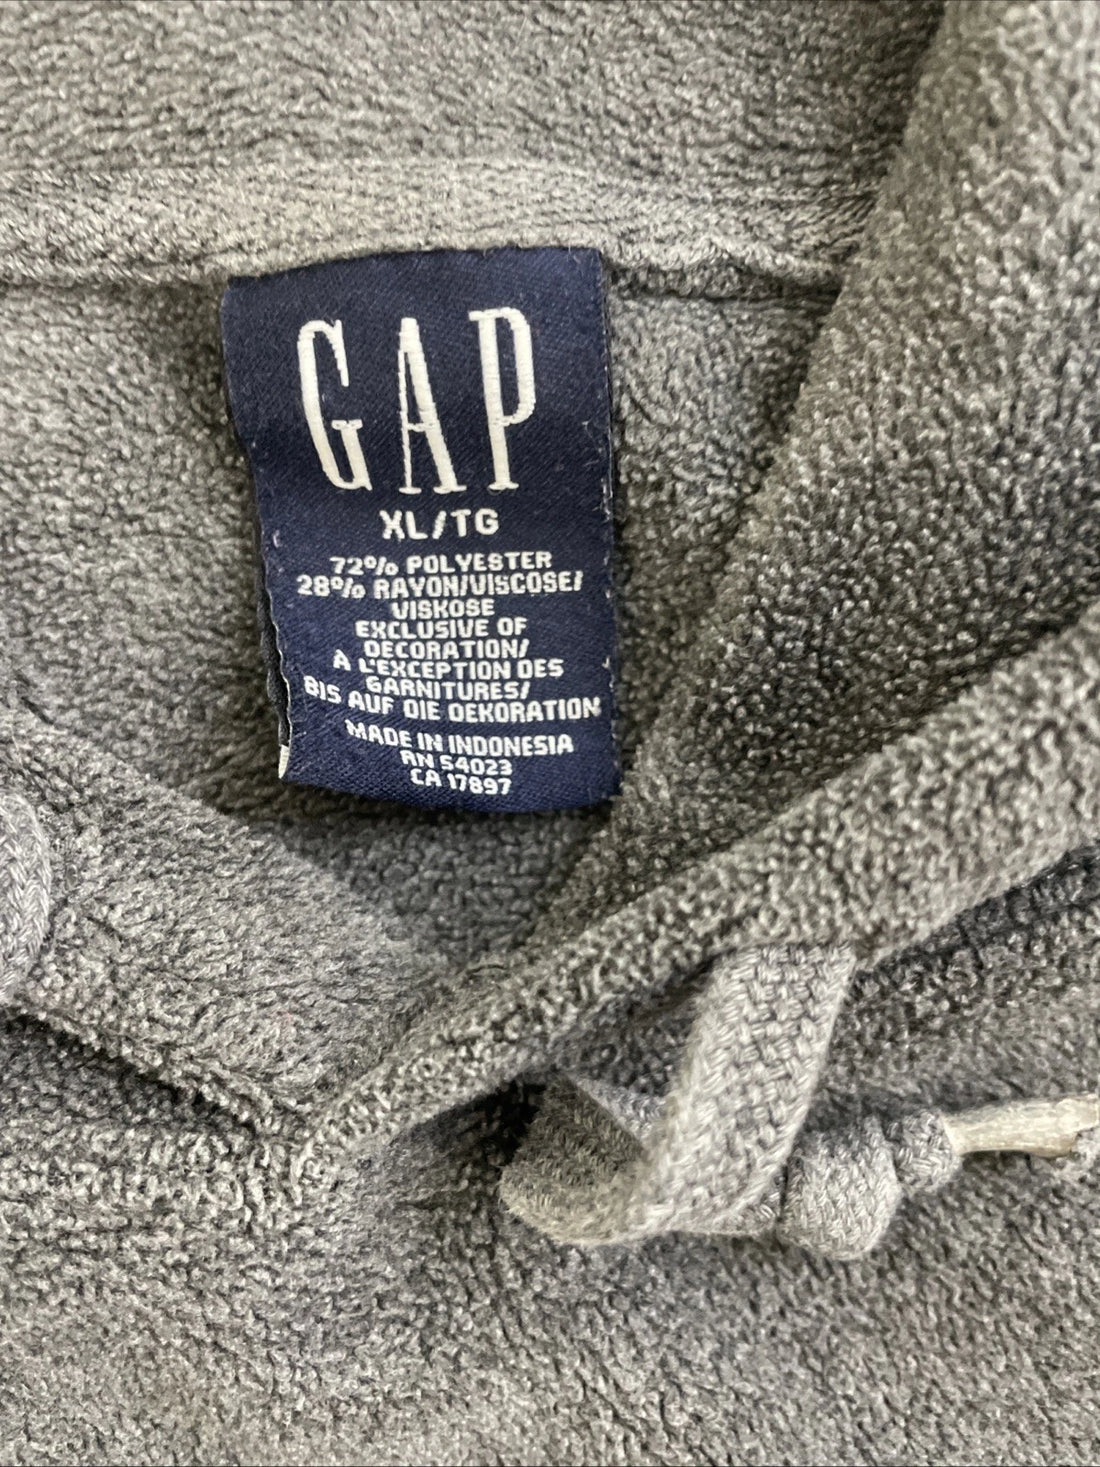 GAP
XL/TG
72% POLYESTER
28% RAYON/VISCOSE/
VISKOSE
EXCLUSIVE OF
DECORATION/
À L'EXCEPTION DES
GARNITURES/
BIS AUF DIE DEKORATION
MADE IN INDONESIA
RN 54023
CA 17897